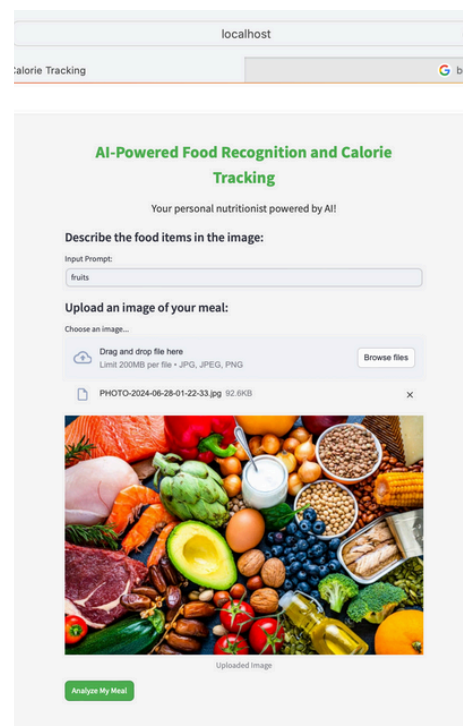 localhost
Calorie Tracking
b
AI-Powered Food Recognition and Calorie
Tracking
Your personal nutritionist powered by AI!
Describe the food items in the image:
Input Prompt:
fruits
Upload an image of your meal:
Choose an image...
Drag and drop file here
Limit 200MB per file • JPG, JPEG, PNG
Browse files
PHOTO-2024-06-28-01-22-33.jpg 92.6KB
Uploaded Image
Analyze My Meal